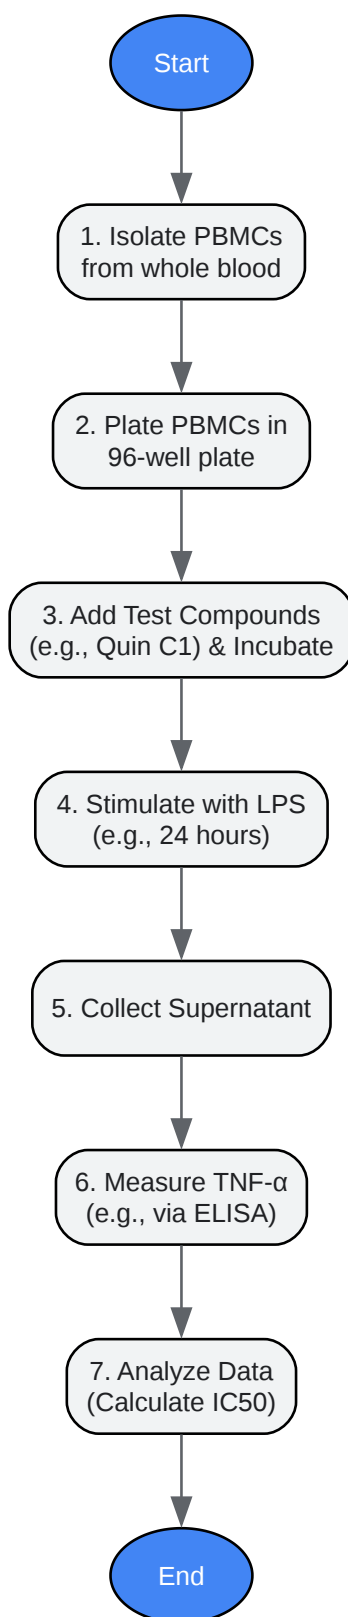 Start
1. Isolate PBMCs
from whole blood
2. Plate PBMCs in
96-well plate
3. Add Test Compounds
(e.g., Quin C1) & Incubate
4. Stimulate with LPS
(e.g., 24 hours)
5. Collect Supernatant
6. Measure TNF-α
(e.g., via ELISA)
7. Analyze Data
(Calculate IC50)
End